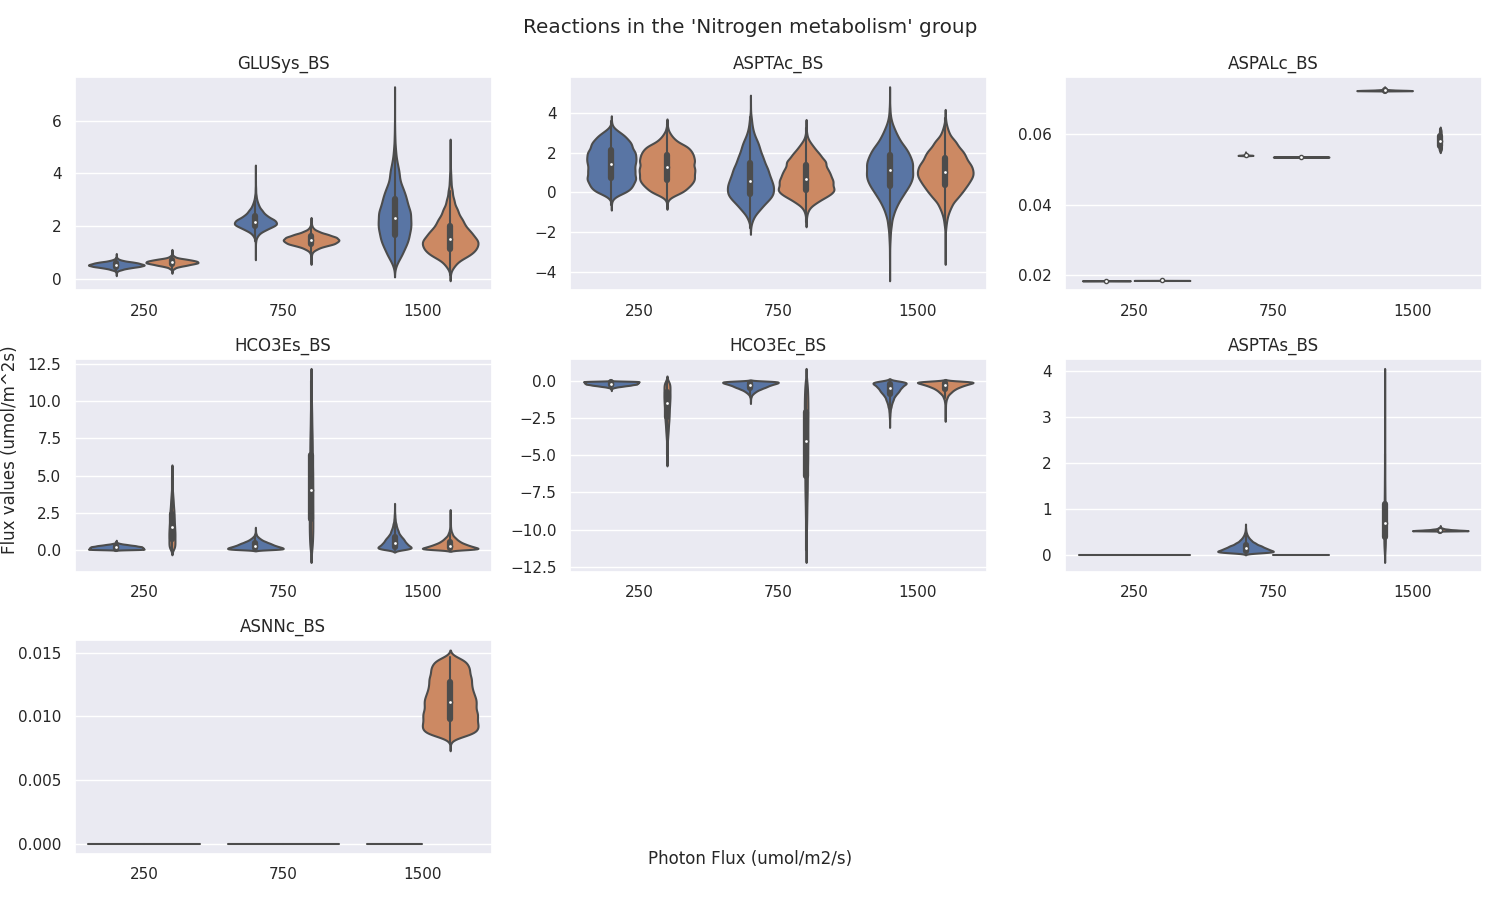 Reactions in the 'Nitrogen metabolism' group
GLUSys_BS
ASPTAc_BS
ASPALc_BS
6
4
2
0
250 750 1500
4
2
0
−2
−4
250 750 1500
0.06
0.04
0.02
250 750 1500
HCO3Es_BS
HCO3Ec_BS
ASPTAs_BS
Flux values (umol/m^2s)
12.5
10.0
7.5
5.0
2.5
0.0
250 750 1500
0.0
−2.5
−5.0
−7.5
−10.0
−12.5
250 750 1500
4
3
2
1
0
250 750 1500
ASNNc_BS
0.015
0.010
0.005
0.000
250 750 1500
Photon Flux (umol/m2/s)